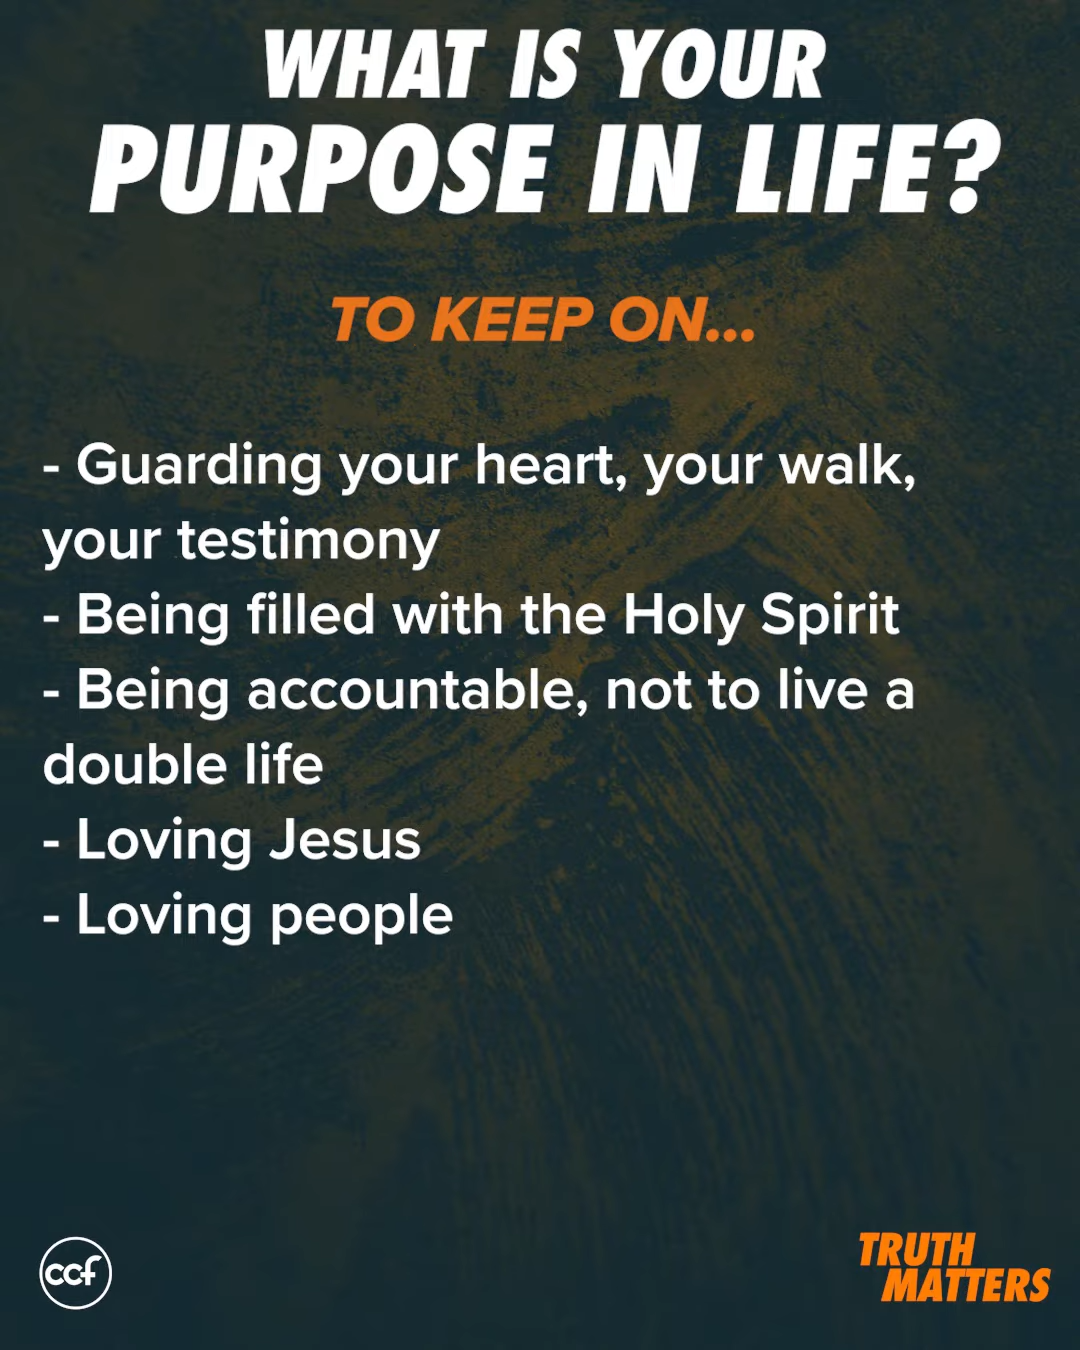 WHAT IS YOUR
PURPOSE IN LIFE?
TO KEEP ON...
- Guarding your heart, your walk,
your testimony
- Being filled with the Holy Spirit
- Being accountable, not to live a
double life
- Loving Jesus
- Loving people
ccf
TRUTH
MATTERS